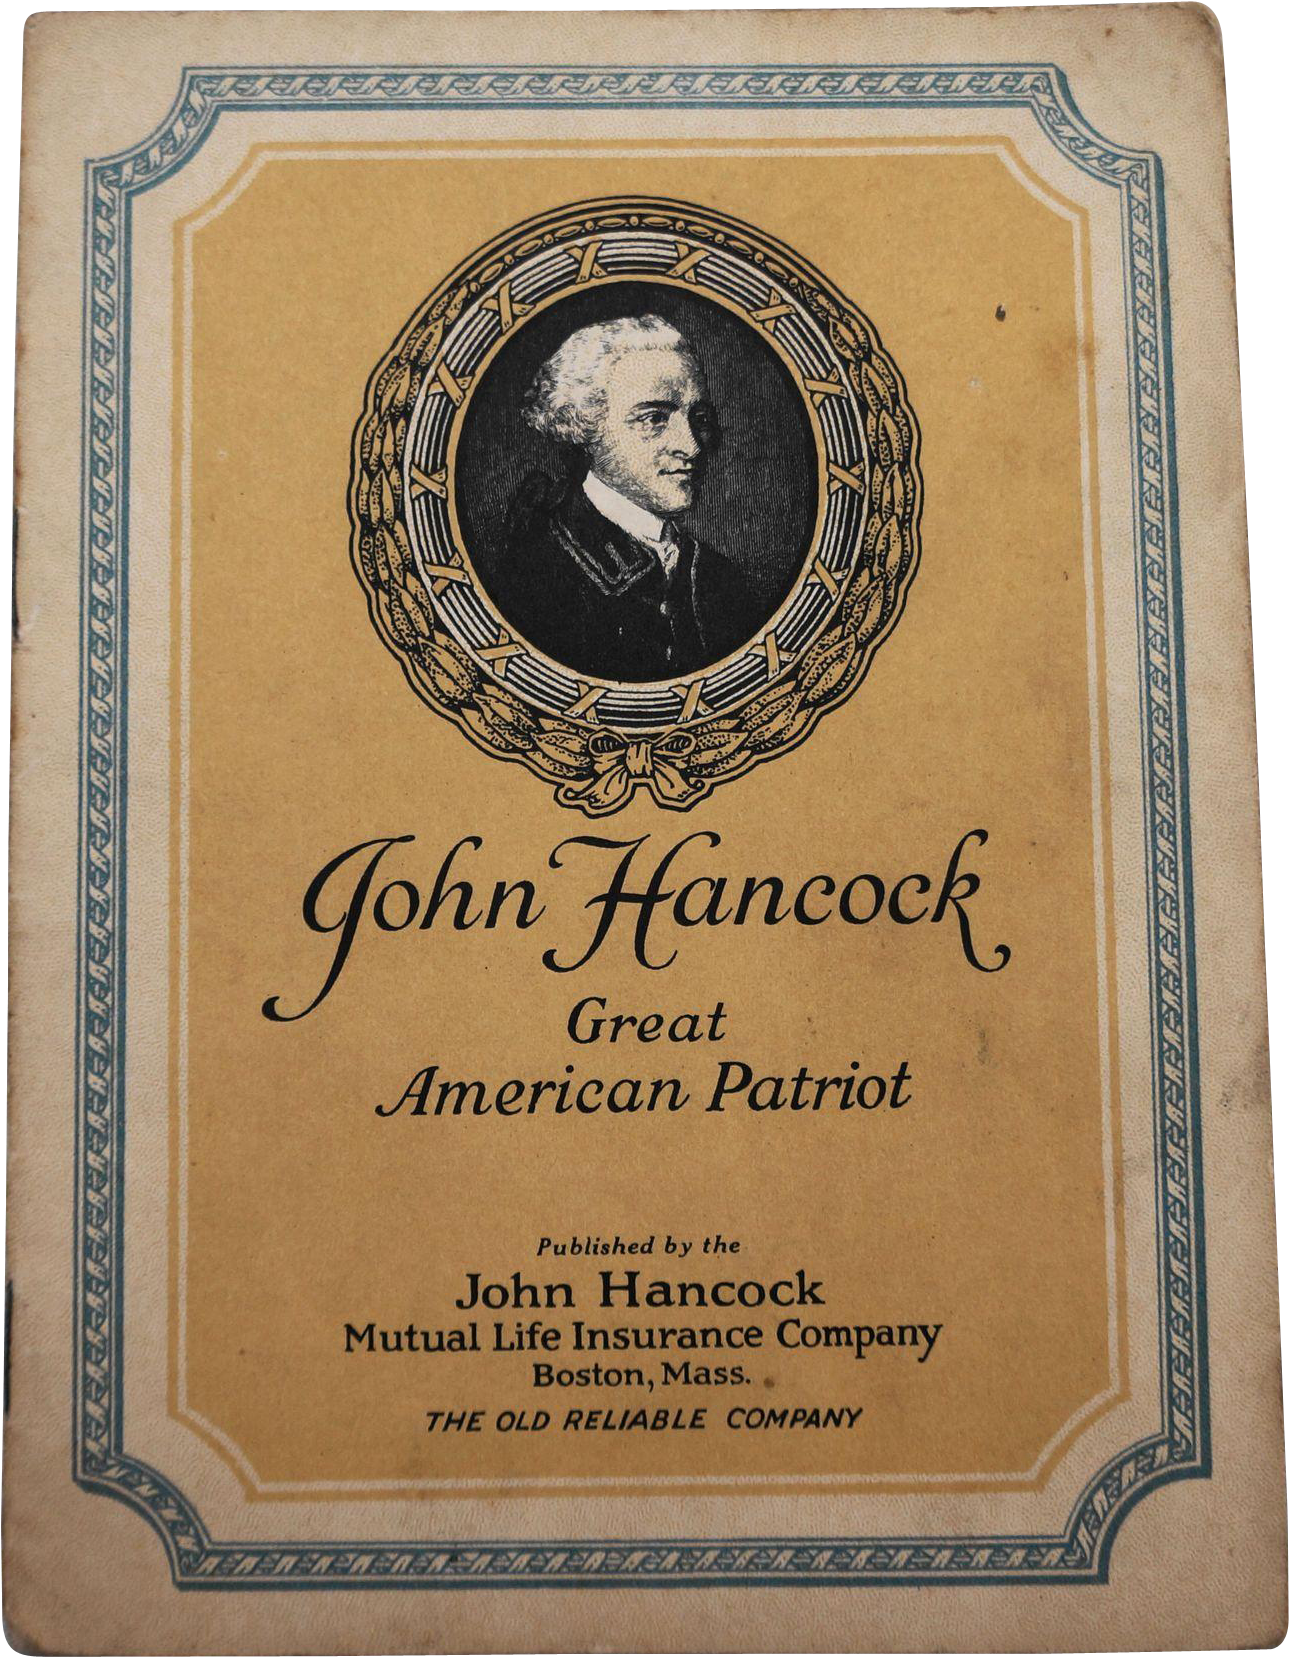 John Hancock
Great
American Patriot
Published by the
John Hancock
Mutual Life Insurance Company
Boston, Mass.
THE OLD RELIABLE COMPANY